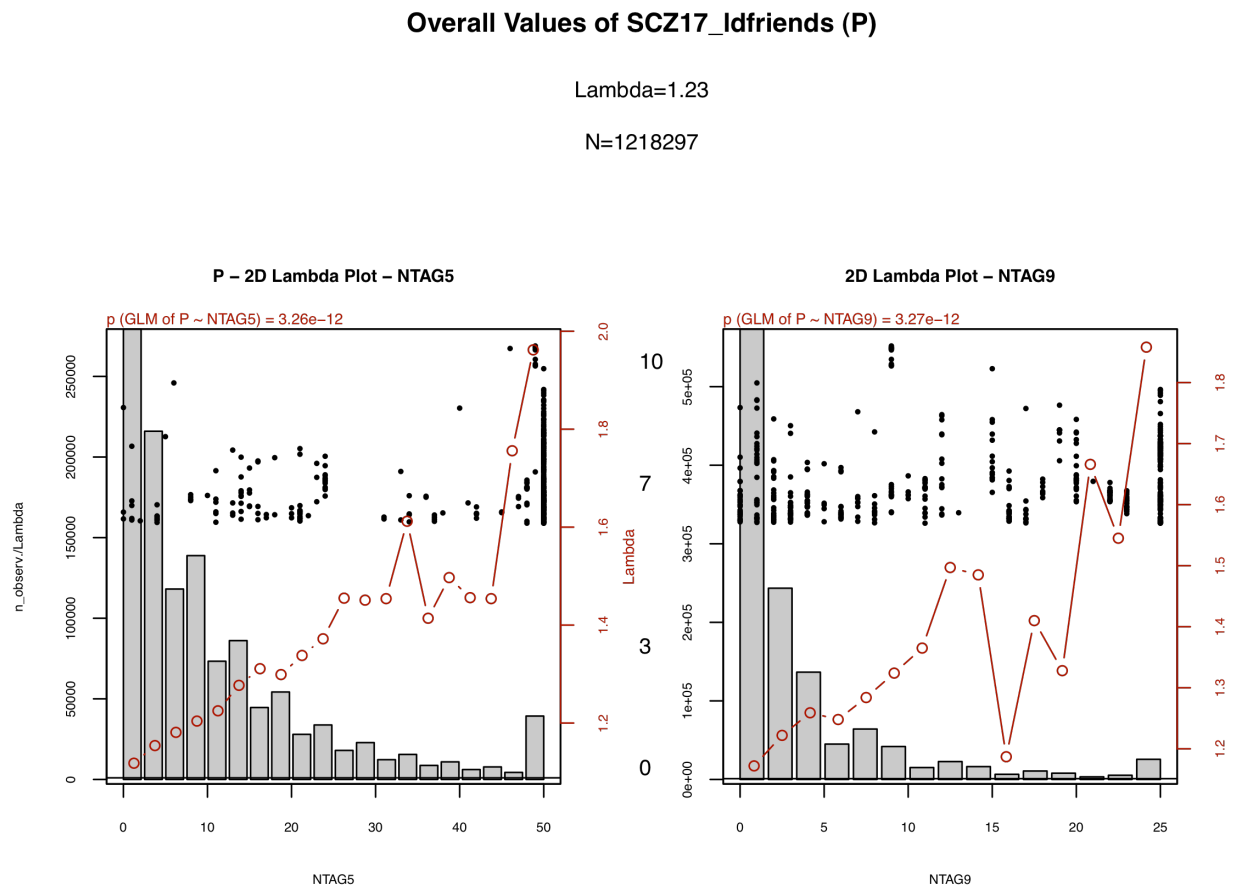 Overall Values of SCZ17_ldfriends (P)
Lambda=1.23
N=1218297
P − 2D Lambda Plot − NTAG5
p (GLM of P ~ NTAG5) = 3.26e−12
n_observ./Lambda
0 50000 100000 150000 200000 250000
1.2 1.4 1.6 1.8 2.0
Lambda
0 10 20 30 40 50
NTAG5
10
7
3
0
2D Lambda Plot − NTAG9
p (GLM of P ~ NTAG9) = 3.27e−12
0e+00 1e+05 2e+05 3e+05 4e+05 5e+05
1.2 1.3 1.4 1.5 1.6 1.7 1.8
0 5 10 15 20 25
NTAG9